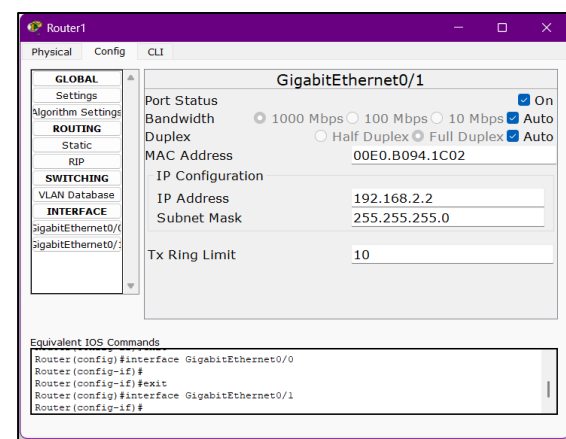 Router1
Physical Config CLI
GLOBAL
Settings
Algorithm Settings
ROUTING
Static
RIP
SWITCHING
VLAN Database
INTERFACE
GigabitEthernet0/
GigabitEthernet0/
GigabitEthernet0/1
Port Status On
Bandwidth 1000 Mbps 100 Mbps 10 Mbps Auto
Duplex Half Duplex Full Duplex Auto
MAC Address 00E0.B094.1C02
IP Configuration
IP Address 192.168.2.2
Subnet Mask 255.255.255.0
Tx Ring Limit 10
Equivalent IOS Commands
Router(config)#interface GigabitEthernet0/0
Router(config-if)#
Router(config-if)#exit
Router(config)#interface GigabitEthernet0/1
Router(config-if)#